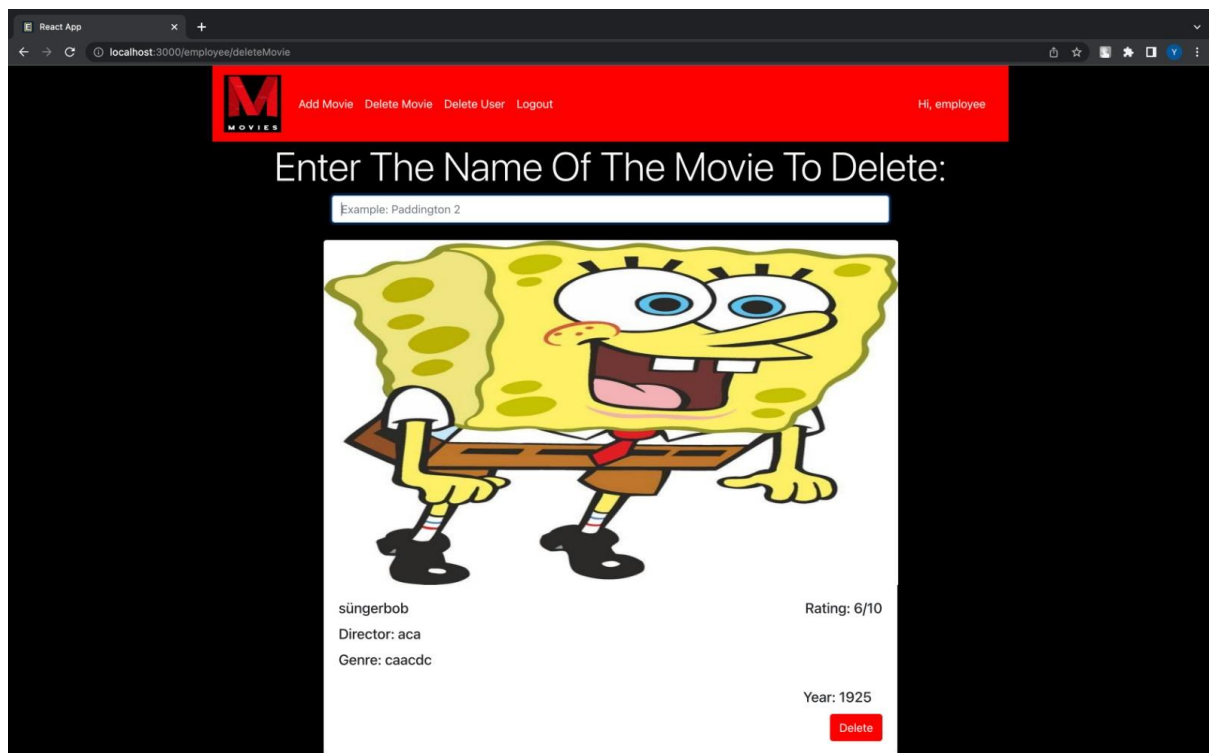 React App
localhost:3000/employee/deleteMovie
Y
M
MOVIES
Add Movie Delete Movie Delete User Logout Hi, employee
Enter The Name Of The Movie To Delete:
Example: Paddington 2
süngerbob Rating: 6/10
Director: aca
Genre: caacdc
Year: 1925
Delete